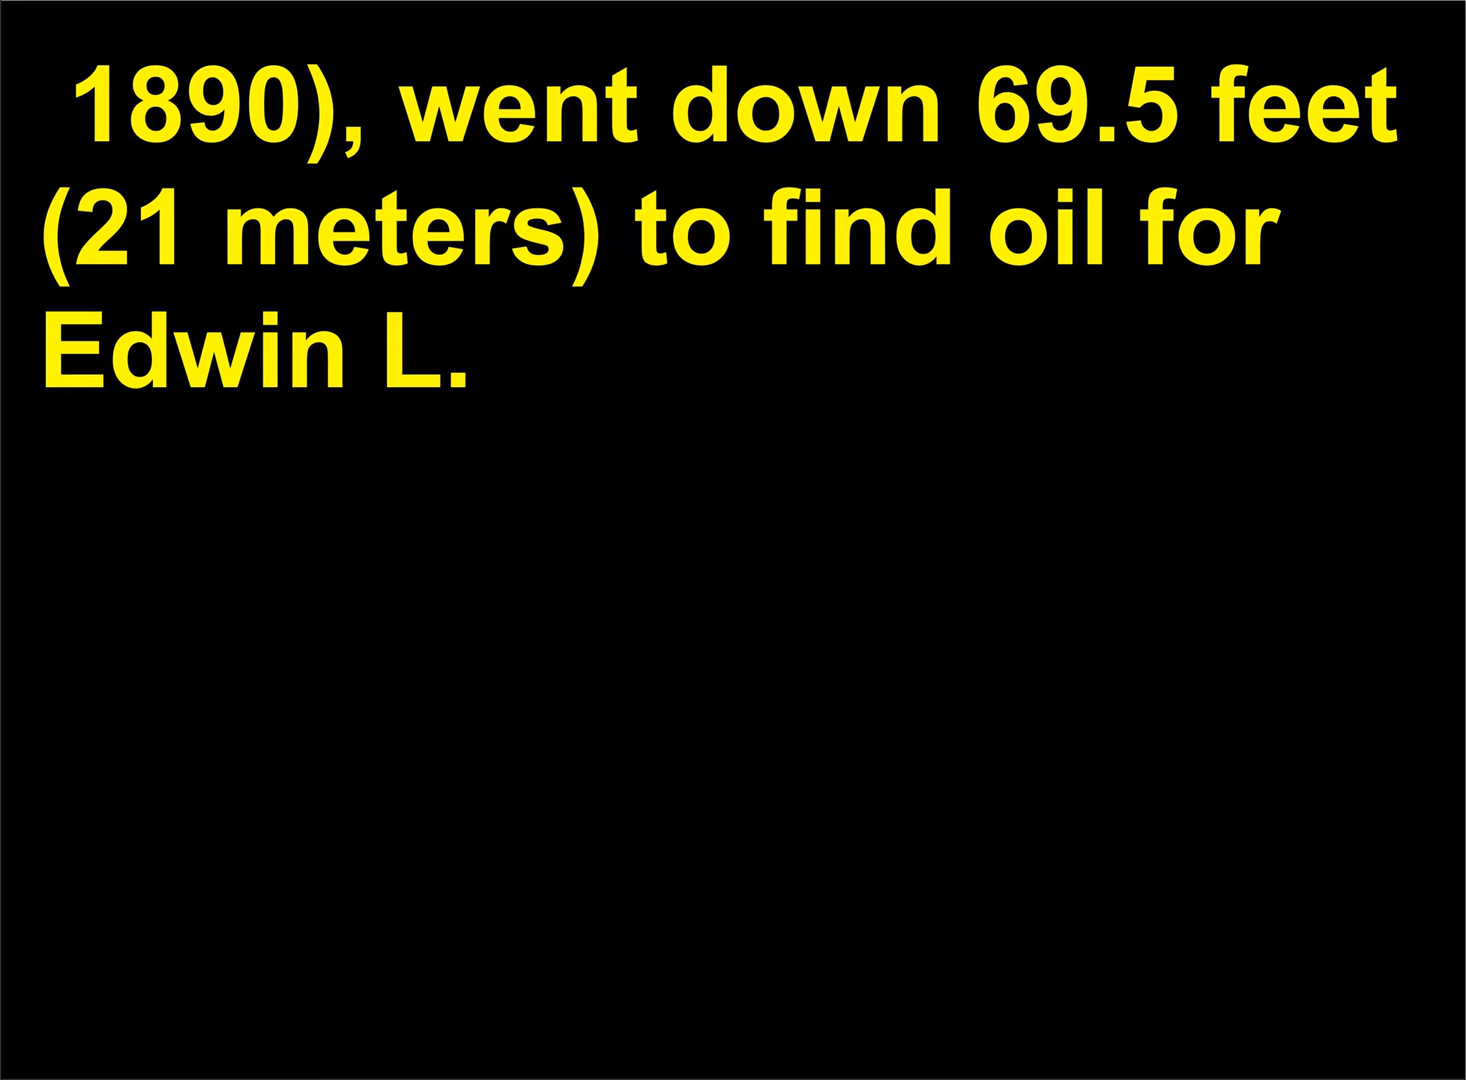 1890), went down 69.5 feet
(21 meters) to find oil for
Edwin L.